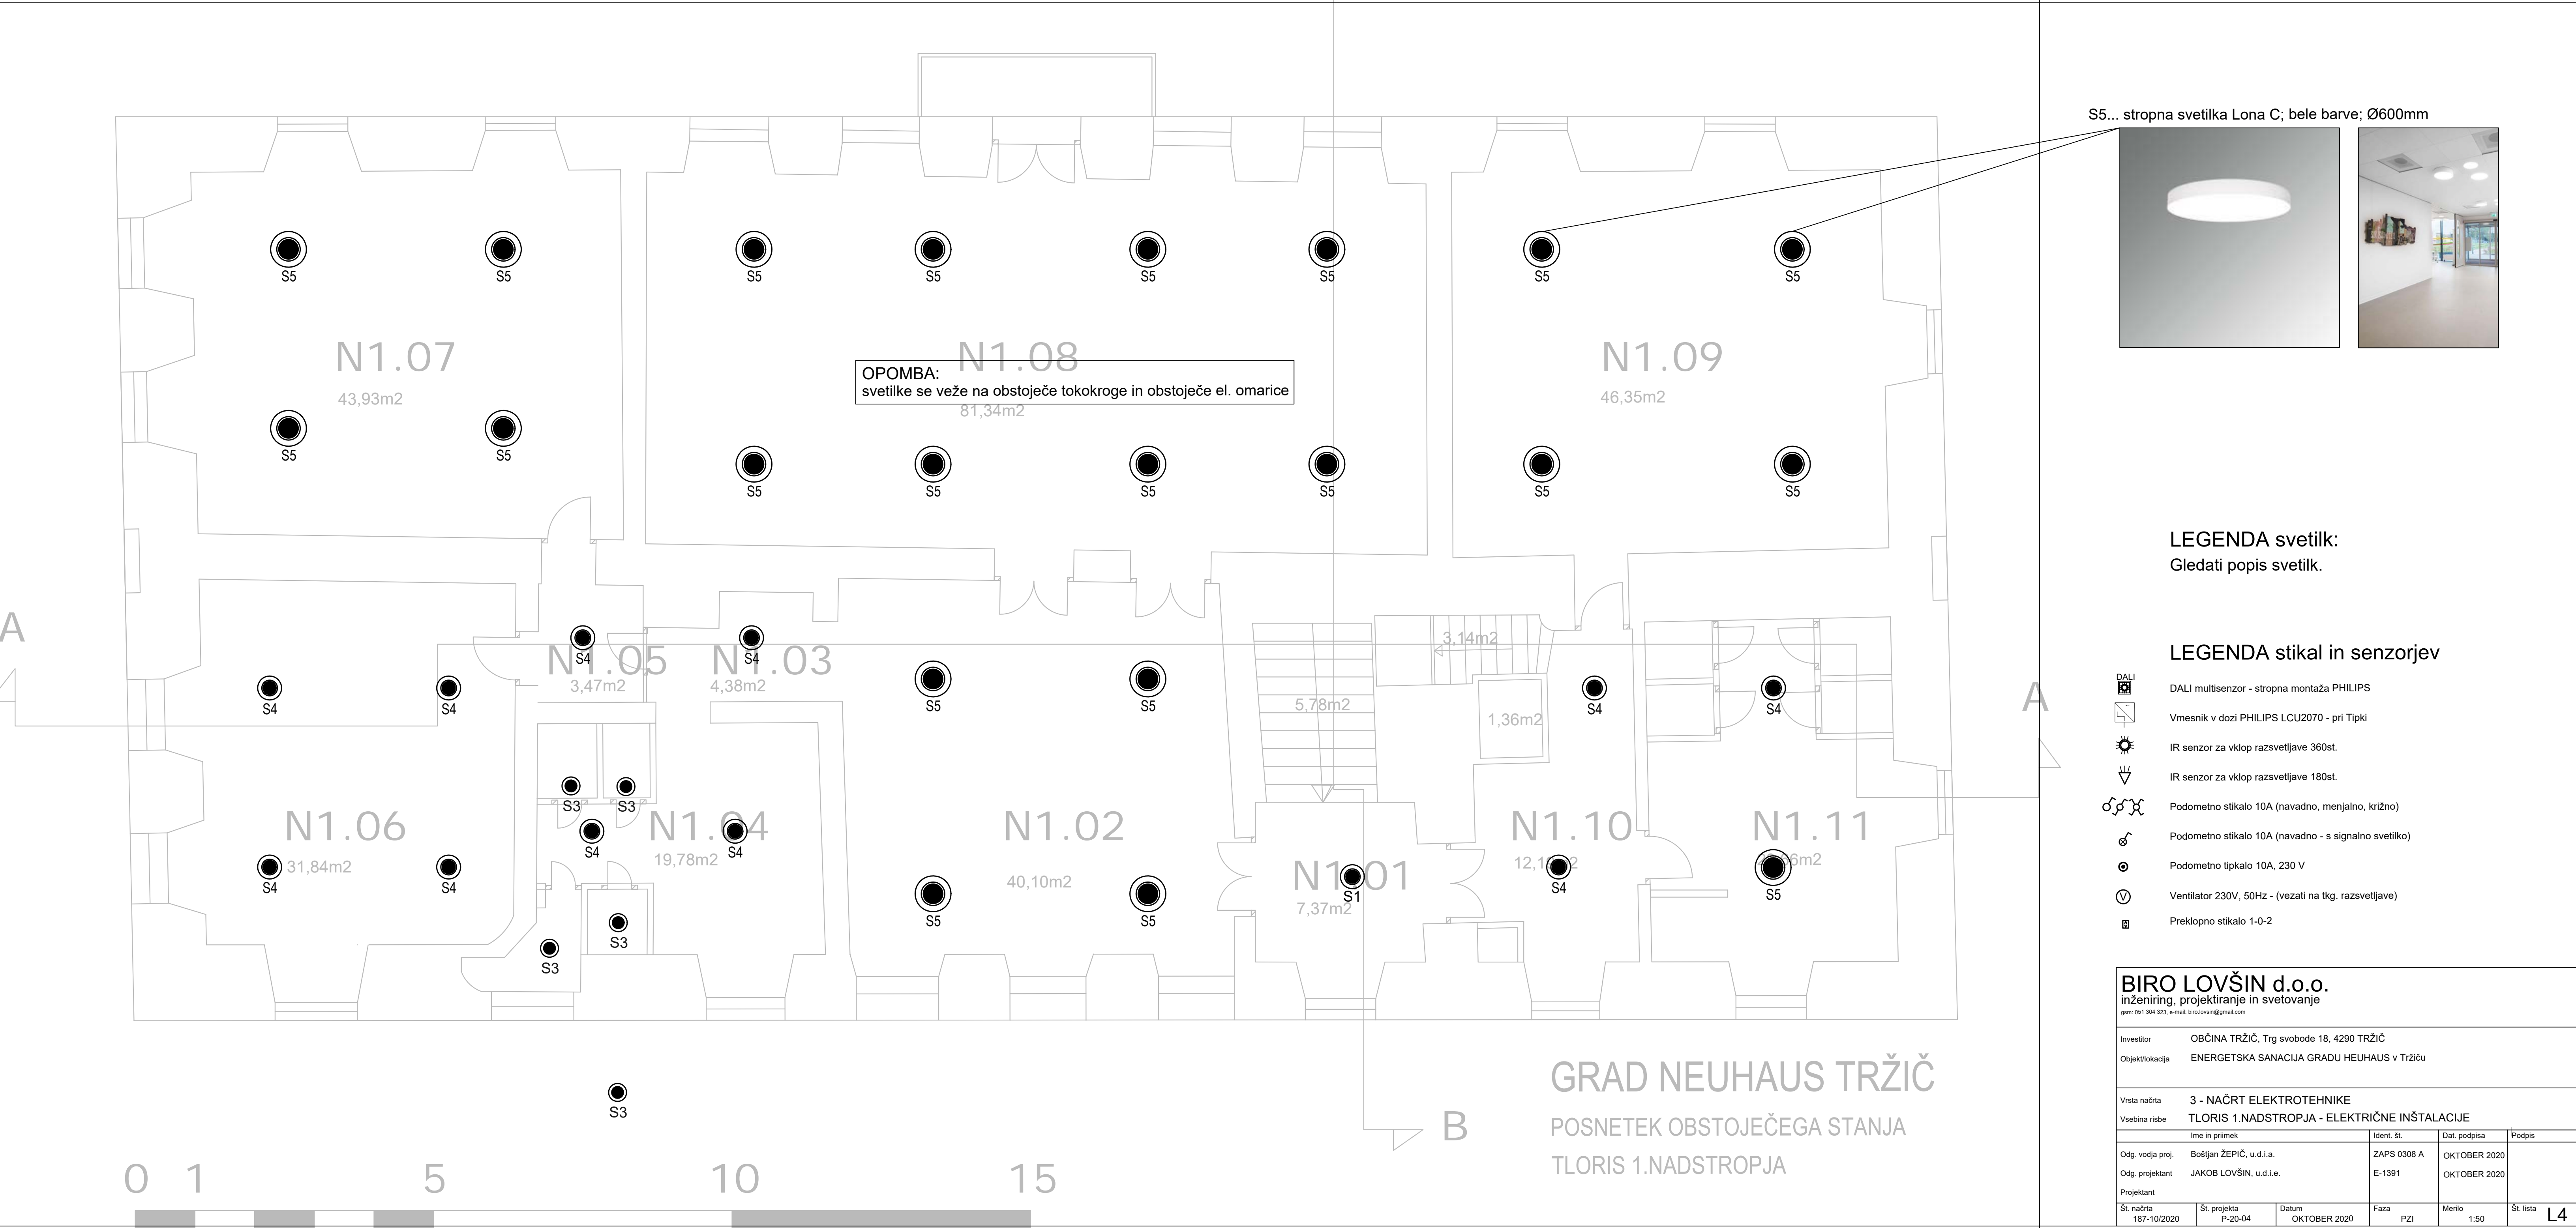 S5... stropna svetilka Lona C; bele barve; Ø600mm
S5
S5
S5
S5
S5
S5
S5
S5
N1.07
43,93m2
N1.08
OPOMBA:
svetilke se veže na obstoječe tokokroge in obstoječe el. omarice
81,34m2
N1.09
46,35m2
S5
S5
S5
S5
S5
S5
S5
S5
LEGENDA svetilk:
Gledati popis svetilk.
A
N1.05
S4
3,47m2
N1.03
S4
4,38m2
3,14m2
S4
S4
S5
S5
5,78m2
1,36m2
S4
S4
A
S3
S3
N1.06
31,84m2
S4
S4
S4
N1.04
19,78m2
S4
N1.02
40,10m2
S5
S5
N1.01
S1
7,37m2
N1.10
S4
N1.11
S5
S3
S3
S3
LEGENDA stikal in senzorjev
DALI
DALI multisenzor - stropna montaža PHILIPS
Vmesnik v dozi PHILIPS LCU2070 - pri Tipki
IR senzor za vklop razsvetljave 360st.
IR senzor za vklop razsvetljave 180st.
Podometno stikalo 10A (navadno, menjalno, križno)
Podometno stikalo 10A (navadno - s signalno svetilko)
Podometno tipkalo 10A, 230 V
V
Ventilator 230V, 50Hz - (vezati na tkg. razsvetljave)
Preklopno stikalo 1-0-2
B
GRAD NEUHAUS TRŽIČ
POSNETEK OBSTOJEČEGA STANJA
TLORIS 1.NADSTROPJA
0 1 5 10 15
BIRO LOVŠIN d.o.o.
inženiring, projektiranje in svetovanje
gsm: 051 304 323, e-mail: biro.lovsin@gmail.com
Investitor OBČINA TRŽIČ, Trg svobode 18, 4290 TRŽIČ
Objekt/lokacija ENERGETSKA SANACIJA GRADU HEUHAUS v Tržiču
Vrsta načrta 3 - NAČRT ELEKTROTEHNIKE
Vsebina risbe TLORIS 1.NADSTROPJA - ELEKTRIČNE INŠTALACIJE
Ime in priimek Ident. št. Dat. podpisa Podpis
Odg. vodja proj. Boštjan ŽEPIČ, u.d.i.a. ZAPS 0308 A OKTOBER 2020
Odg. projektant JAKOB LOVŠIN, u.d.i.e. E-1391 OKTOBER 2020
Projektant
Št. načrta Št. projekta Datum Faza Merilo Št. lista
187-10/2020 P-20-04 OKTOBER 2020 PZI 1:50 L4